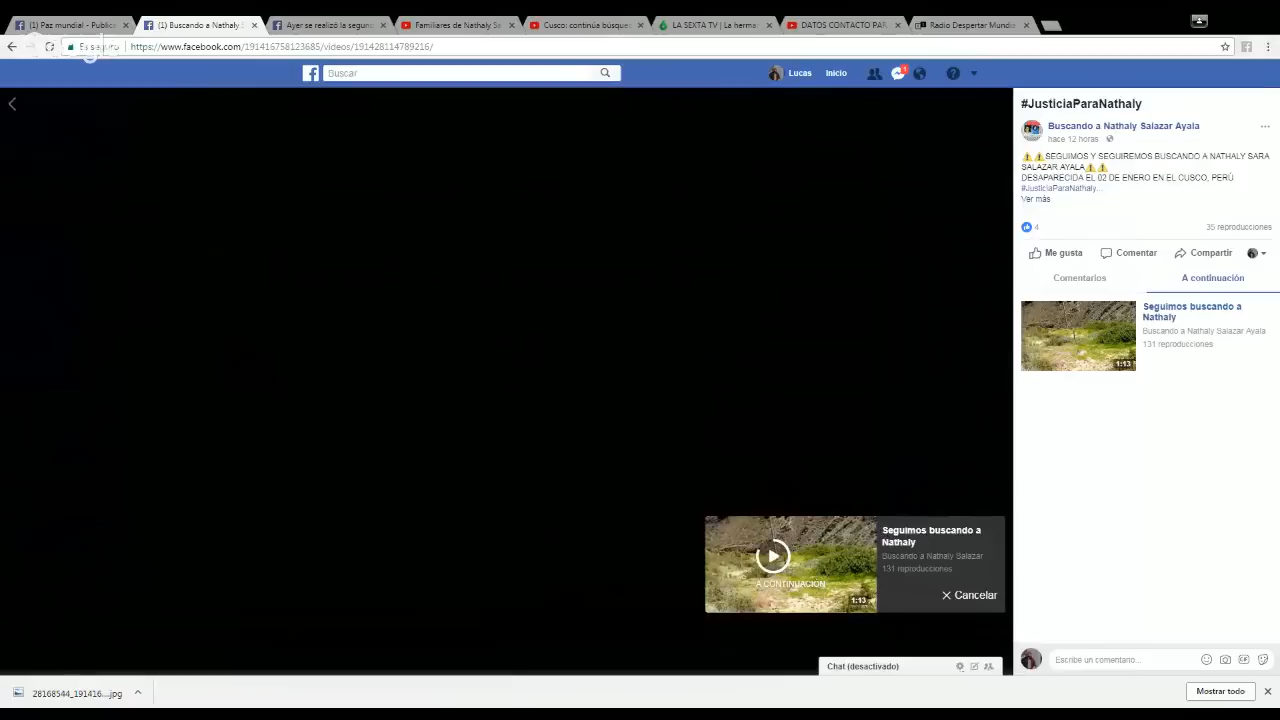 (1) Paz mundial - Publica
(1) Buscando a Nathaly S
Ayer se realizó la segund
Familiares de Nathaly Se
Cusco: continúa búsque
LA SEXTA TV | La herma
DATOS CONTACTO PAR
Radio Despertar Mundia
Es seguro
https://www.facebook.com/191416758123685/videos/191428114789216/
Buscar
Lucas
Inicio
1
#JusticiaParaNathaly
Buscando a Nathaly Salazar Ayala
hace 12 horas
SEGUIMOS Y SEGUIREMOS BUSCANDO A NATHALY SARA
SALAZAR AYALA
DESAPARECIDA EL 02 DE ENERO EN EL CUSCO, PERÚ
#JusticiaParaNathaly...
Ver más
4
35 reproducciones
Me gusta
Comentar
Compartir
Comentarios
A continuación
Seguimos buscando a
Nathaly
Buscando a Nathaly Salazar Ayala
131 reproducciones
1:13
Seguimos buscando a
Nathaly
Buscando a Nathaly Salazar
131 reproducciones
A CONTINUACIÓN
1:13
Cancelar
Chat (desactivado)
Escribe un comentario...
28168544_191416....jpg
Mostrar todo